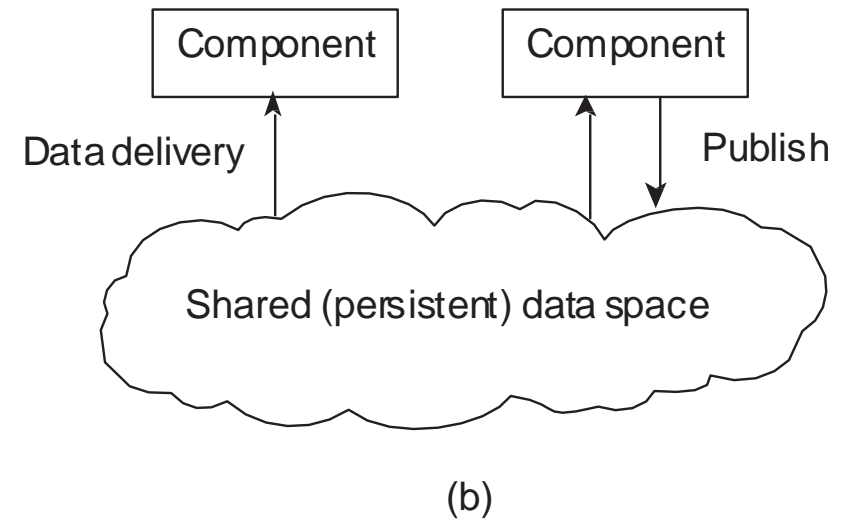 Component
Component
Data delivery
Publish
Shared (persistent) data space
(b)